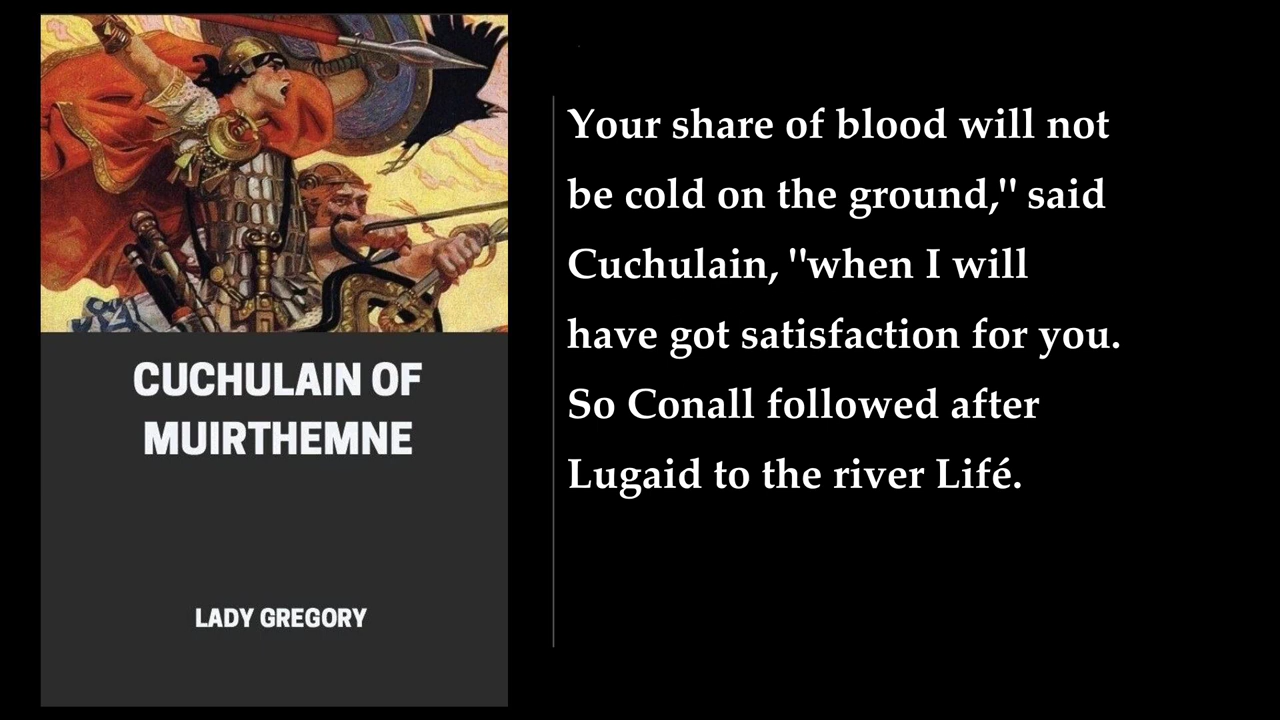 CUCHULAIN OF
MUIRTHEMNE
LADY GREGORY
Your share of blood will not
be cold on the ground," said
Cuchulain, "when I will
have got satisfaction for you.
So Conall followed after
Lugaid to the river Lifé.